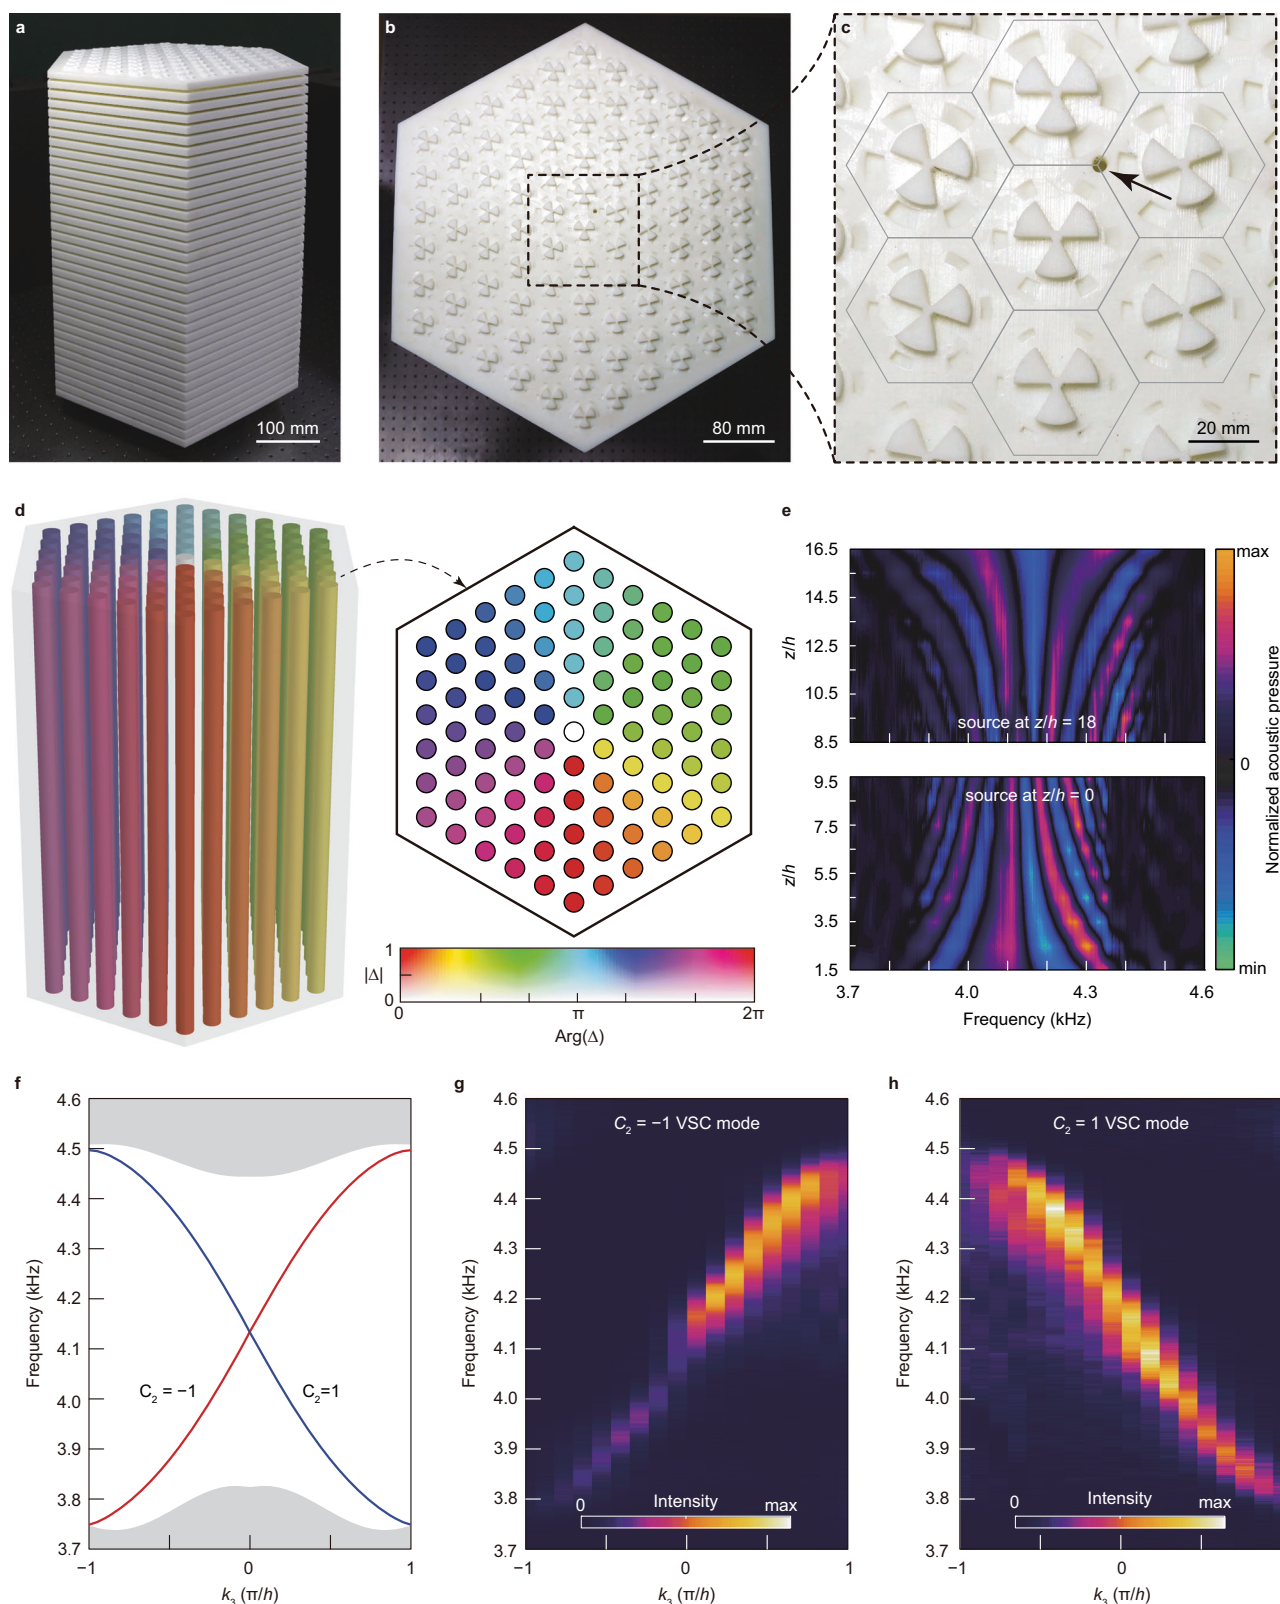 a
100 mm
b
80 mm
c
20 mm
d
1
|Δ|
0
0
π
2π
Arg(Δ)
e
16.5
14.5
12.5
10.5
8.5
z/h
source at z/h = 18
9.5
7.5
5.5
3.5
1.5
z/h
source at z/h = 0
3.7
4.0
4.3
4.6
Frequency (kHz)
max
0
min
Normalized acoustic pressure
f
4.6
4.5
4.4
4.3
4.2
4.1
4.0
3.9
3.8
3.7
Frequency (kHz)
C₂ = −1
C₂=1
−1
0
1
k₃ (π/h)
g
4.6
4.5
4.4
4.3
4.2
4.1
4.0
3.9
3.8
3.7
Frequency (kHz)
C₂ = −1 VSC mode
0
Intensity
max
−1
0
1
k₃ (π/h)
h
4.6
4.5
4.4
4.3
4.2
4.1
4.0
3.9
3.8
3.7
Frequency (kHz)
C₂ = 1 VSC mode
0
Intensity
max
−1
0
1
k₃ (π/h)